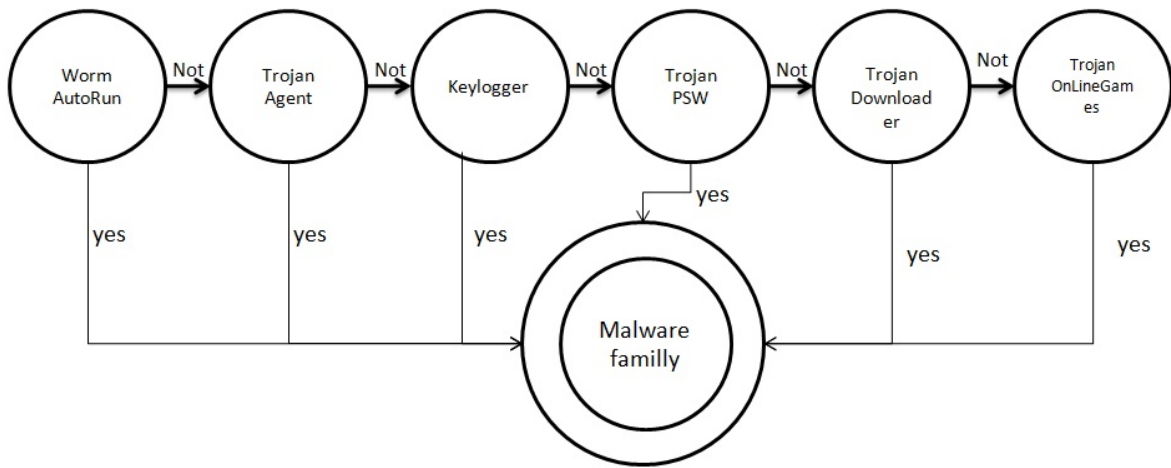 Worm
AutoRun
Not
Trojan
Agent
Not
Keylogger
Not
Trojan
PSW
Not
Trojan
Download
er
Not
Trojan
OnLineGam
es
yes
yes
yes
yes
yes
yes
Malware
familly